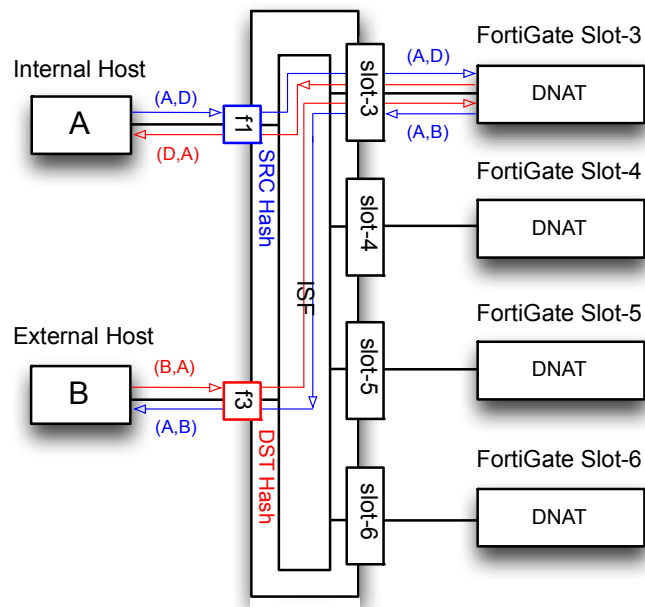 FortiGate Slot-3
(A,D)
(A,D)
DNAT
(A,B)
slot-3
Internal Host
A
(D,A)
f1
SRC Hash
FortiGate Slot-4
DNAT
slot-4
ISF
External Host
B
(B,A)
(A,B)
f3
DST Hash
FortiGate Slot-5
DNAT
slot-5
FortiGate Slot-6
DNAT
slot-6